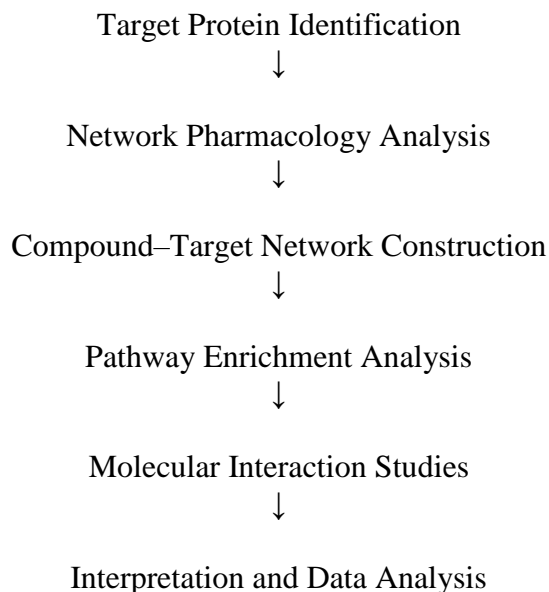 Target Protein Identification
↓
Network Pharmacology Analysis
↓
Compound–Target Network Construction
↓
Pathway Enrichment Analysis
↓
Molecular Interaction Studies
↓
Interpretation and Data Analysis